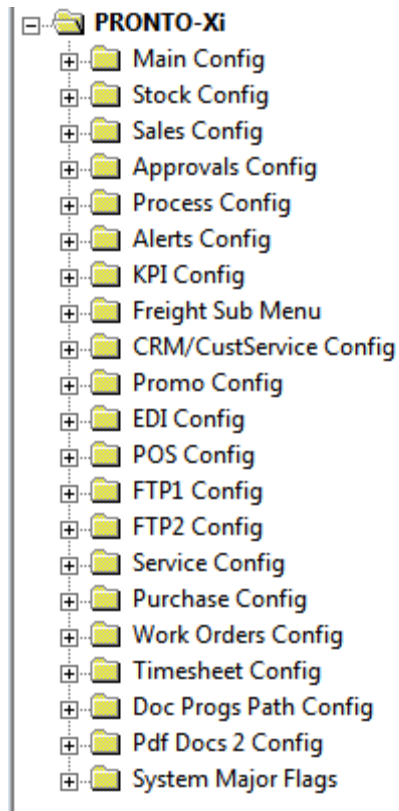 PRONTO-Xi
Main Config
Stock Config
Sales Config
Approvals Config
Process Config
Alerts Config
KPI Config
Freight Sub Menu
CRM/CustService Config
Promo Config
EDI Config
POS Config
FTP1 Config
FTP2 Config
Service Config
Purchase Config
Work Orders Config
Timesheet Config
Doc Progs Path Config
Pdf Docs 2 Config
System Major Flags